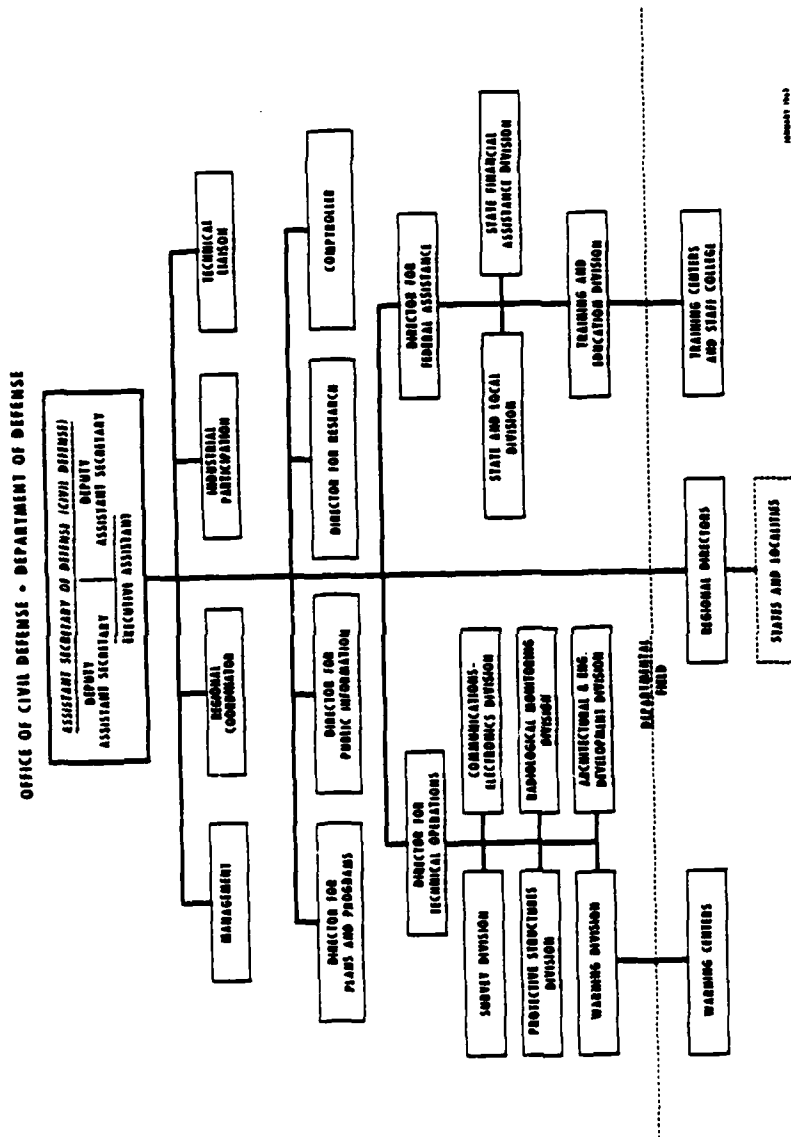 OFFICE OF CIVIL DEFENSE • DEPARTMENT OF DEFENSE
ASSISTANT SECRETARY OF DEFENSE (CIVIL DEFENSE)
DEPUTY
ASSISTANT SECRETARY
DEPUTY
ASSISTANT SECRETARY
EXECUTIVE ASSISTANT
MANAGEMENT
REGIONAL
COORDINATOR
INDUSTRIAL
PARTICIPATION
TECHNICAL
LIAISON
DIRECTOR FOR
PLANS AND PROGRAMS
DIRECTOR FOR
PUBLIC INFORMATION
DIRECTOR FOR RESEARCH
COMPTROLLER
DIRECTOR FOR
TECHNICAL OPERATIONS
DIRECTOR FOR
FEDERAL ASSISTANCE
SURVEY DIVISION
COMMUNICATIONS-
ELECTRONICS DIVISION
STATE AND LOCAL
DIVISION
STATE FINANCIAL
ASSISTANCE DIVISION
PROTECTIVE STRUCTURES
DIVISION
RADIOLOGICAL MONITORING
DIVISION
WARNING DIVISION
ARCHITECTURAL & ENG.
DEVELOPMENT DIVISION
TRAINING AND
EDUCATION DIVISION
DEPARTMENTAL
FIELD
WARNING CENTERS
REGIONAL DIRECTORS
TRAINING CENTERS
AND STAFF COLLEGE
STATES AND LOCALITIES